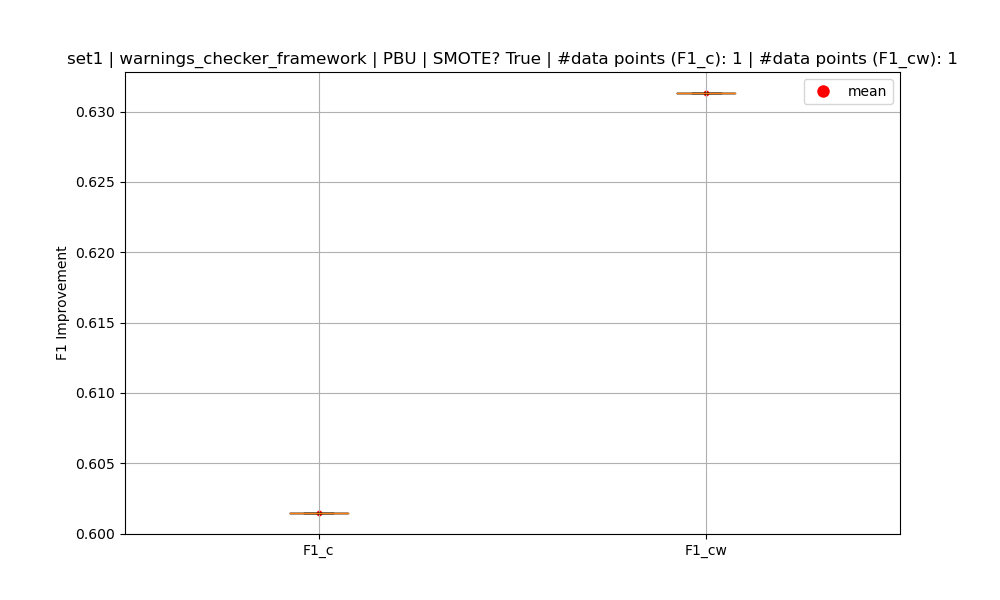 set1 | warnings_checker_framework | PBU | SMOTE? True | #data points (F1_c): 1 | #data points (F1_cw): 1
mean
0.630
0.625
0.620
0.615
0.610
0.605
0.600
F1 Improvement
F1_c
F1_cw